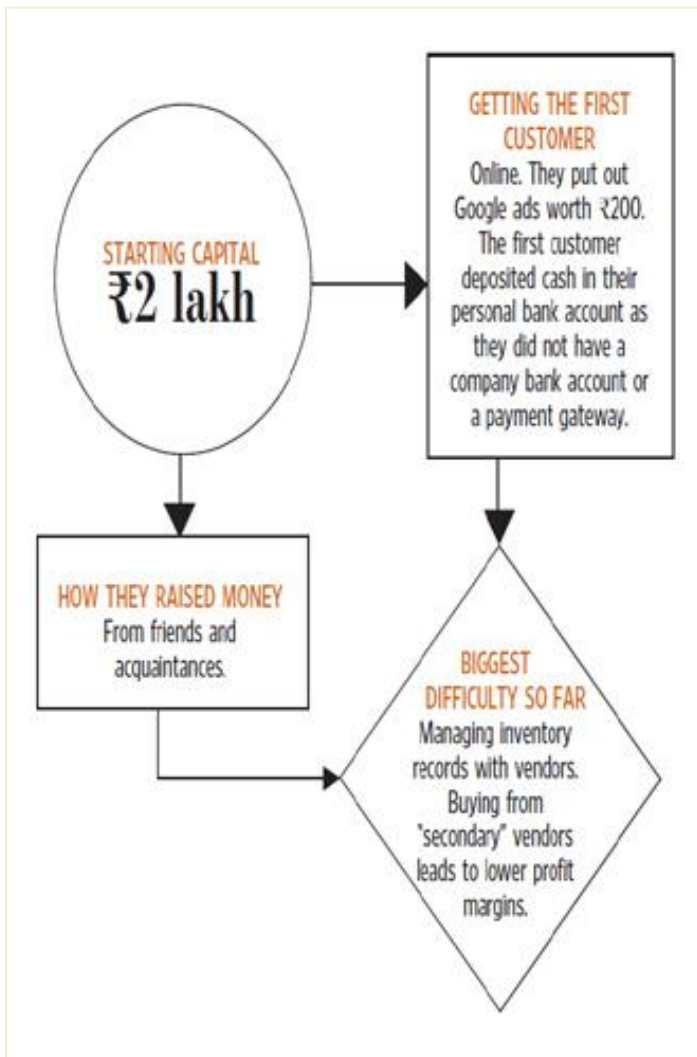 STARTING CAPITAL
₹2 lakh
GETTING THE FIRST
CUSTOMER
Online. They put out
Google ads worth ₹200.
The first customer
deposited cash in their
personal bank account as
they did not have a
company bank account or
a payment gateway.
HOW THEY RAISED MONEY
From friends and
acquaintances.
BIGGEST
DIFFICULTY SO FAR
Managing inventory
records with vendors.
Buying from
"secondary" vendors
leads to lower profit
margins.